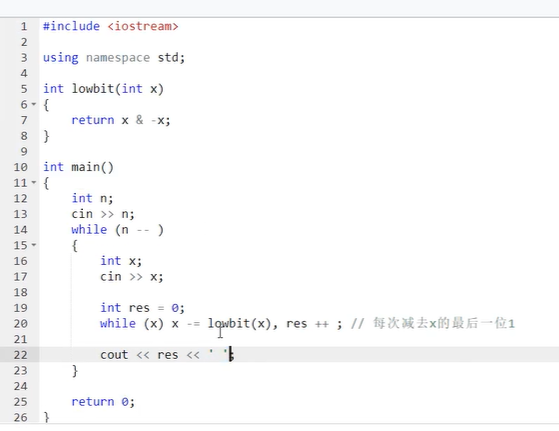 1 #include <iostream>
2
3 using namespace std;
4
5 int lowbit(int x)
6 {
7     return x & -x;
8 }
9
10 int main()
11 {
12     int n;
13     cin >> n;
14     while (n -- )
15     {
16         int x;
17         cin >> x;
18
19         int res = 0;
20         while (x) x -= lowbit(x), res ++ ; // 每次减去x的最后一位1
21
22         cout << res << ' ';
23     }
24
25     return 0;
26 }